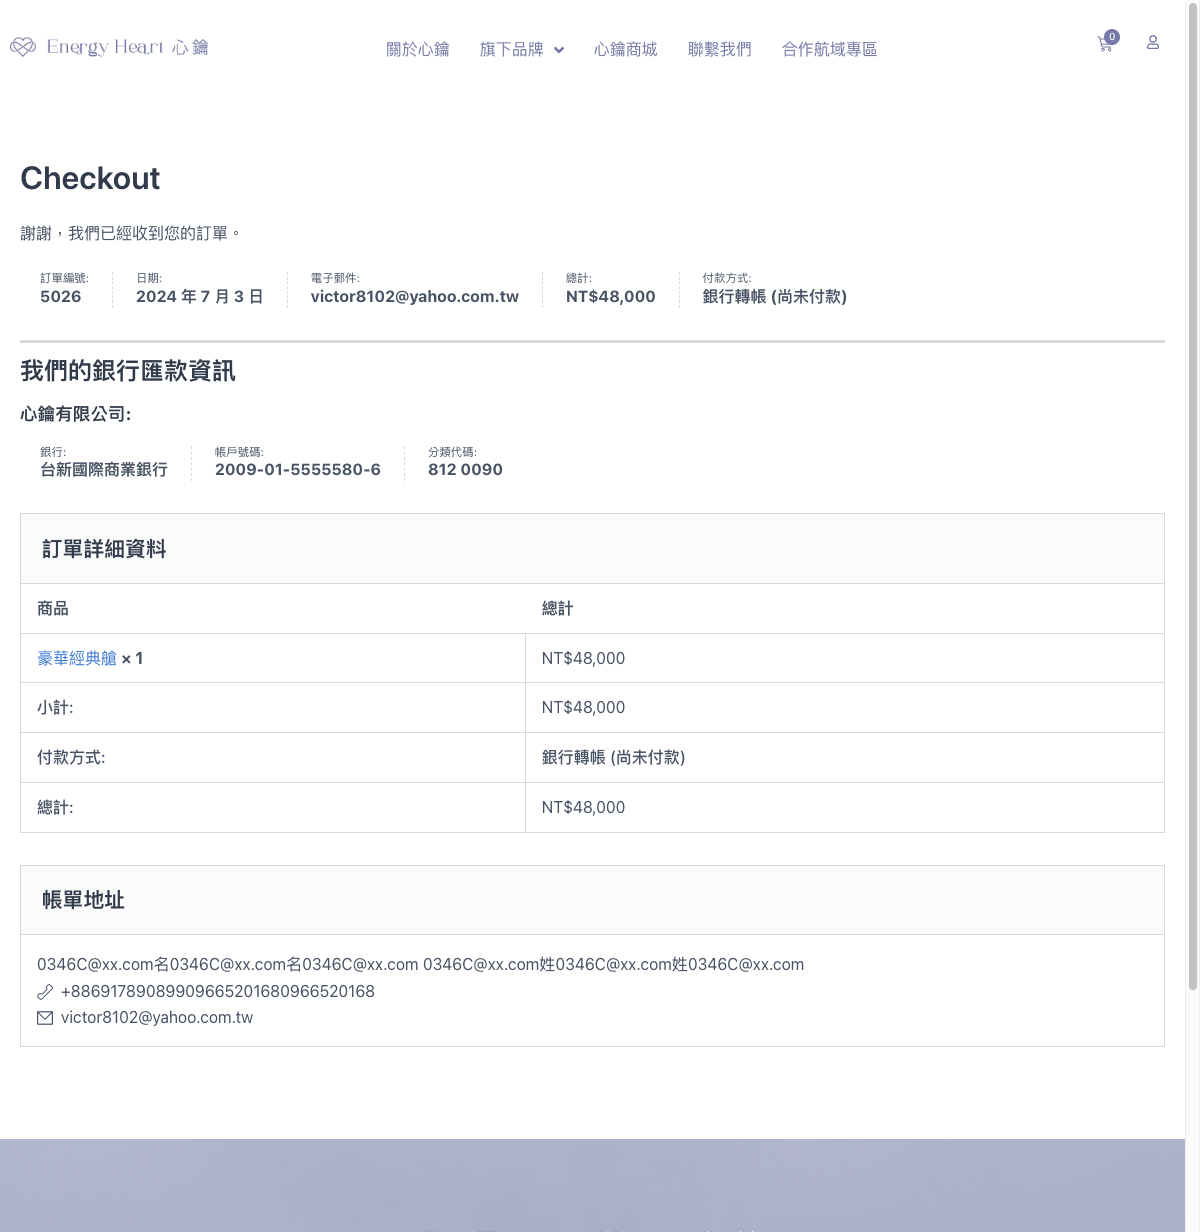 Energy Heart 心鑰
關於心鑰 旗下品牌 心鑰商城 聯繫我們 合作航域專區
0
Checkout
謝謝，我們已經收到您的訂單。
訂單編號: 日期: 電子郵件: 總計: 付款方式:
5026 2024 年 7 月 3 日 victor8102@yahoo.com.tw NT$48,000 銀行轉帳 (尚未付款)
我們的銀行匯款資訊
心鑰有限公司:
銀行: 帳戶號碼: 分類代碼:
台新國際商業銀行 2009-01-5555580-6 812 0090
訂單詳細資料
商品 總計
豪華經典艙 × 1 NT$48,000
小計: NT$48,000
付款方式: 銀行轉帳 (尚未付款)
總計: NT$48,000
帳單地址
0346C@xx.com名0346C@xx.com名0346C@xx.com 0346C@xx.com姓0346C@xx.com姓0346C@xx.com
+886917890899096652016809665​20168
victor8102@yahoo.com.tw